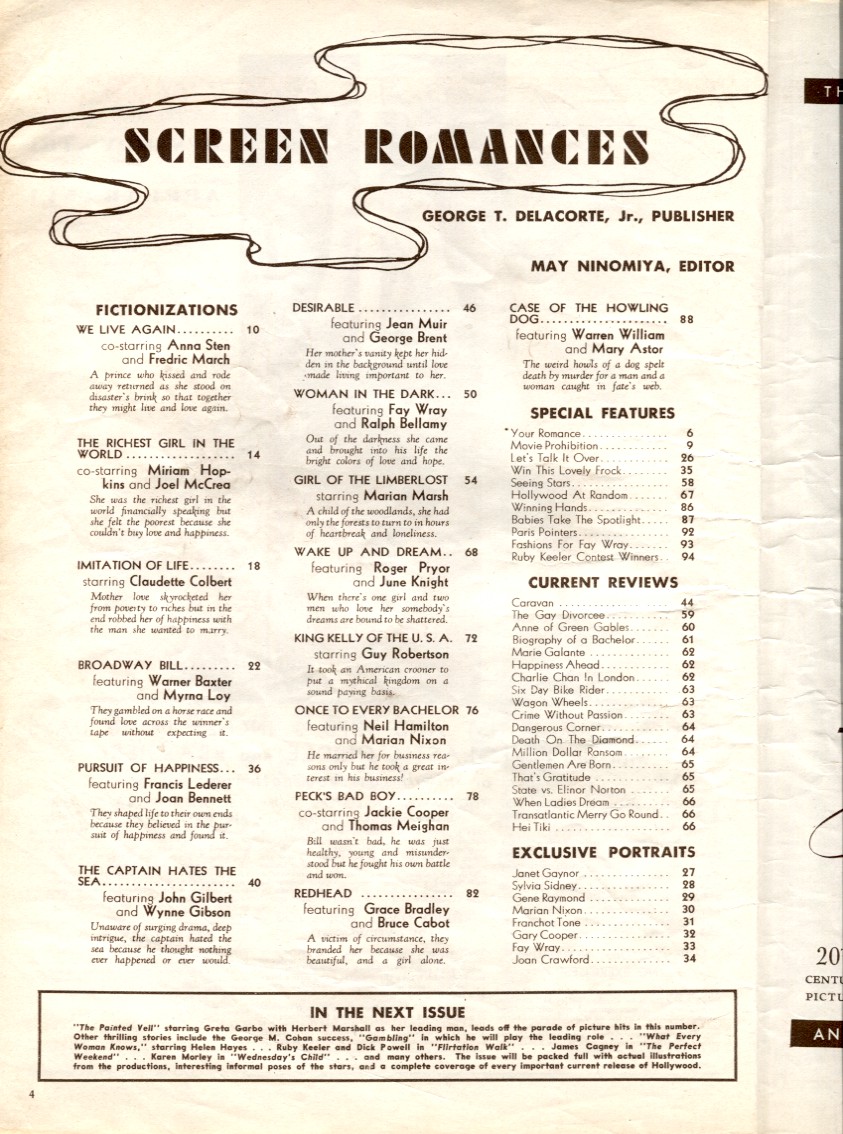 SCREEN ROMANCES
GEORGE T. DELACORTE, Jr., PUBLISHER
MAY NINOMIYA, EDITOR
FICTIONIZATIONS
WE LIVE AGAIN.......... 10
co-starring Anna Sten
and Fredric March
A prince who kissed and rode
away returned as she stood on
disaster's brink so that together
they might live and love again.
THE RICHEST GIRL IN THE
WORLD .................. 14
co-starring Miriam Hop-
kins and Joel McCrea
She was the richest girl in the
world financially speaking but
she felt the poorest because she
couldn't buy love and happiness.
IMITATION OF LIFE........ 18
starring Claudette Colbert
Mother love skyrocketed her
from poverty to riches but in the
end robbed her of happiness with
the man she wanted to marry.
BROADWAY BILL......... 22
featuring Warner Baxter
and Myrna Loy
They gambled on a horse race and
found love across the winner's
tape without expecting it.
PURSUIT OF HAPPINESS... 36
featuring Francis Lederer
and Joan Bennett
They shaped life to their own ends
because they believed in the pur-
suit of happiness and found it.
THE CAPTAIN HATES THE
SEA...................... 40
featuring John Gilbert
and Wynne Gibson
Unaware of surging drama, deep
intrigue, the captain hated the
sea because he thought nothing
ever happened or ever would.
DESIRABLE ................ 46
featuring Jean Muir
and George Brent
Her mother's vanity kept her hid-
den in the background until love
made living important to her.
WOMAN IN THE DARK... 50
featuring Fay Wray
and Ralph Bellamy
Out of the darkness she came
and brought into his life the
bright colors of love and hope.
GIRL OF THE LIMBERLOST 54
starring Marian Marsh
A child of the woodlands, she had
only the forests to turn to in hours
of heartbreak and loneliness.
WAKE UP AND DREAM.. 68
featuring Roger Pryor
and June Knight
When there's one girl and two
men who love her somebody's
dreams are bound to be shattered.
KING KELLY OF THE U. S. A. 72
starring Guy Robertson
It took an American crooner to
put a mythical kingdom on a
sound paying basis.
ONCE TO EVERY BACHELOR 76
featuring Neil Hamilton
and Marian Nixon
He married her for business rea-
sons only but he took a great in-
terest in his business!
PECK'S BAD BOY.......... 78
co-starring Jackie Cooper
and Thomas Meighan
Bill wasn't bad, he was just
healthy, young and misunder-
stood but he fought his own battle
and won.
REDHEAD ................ 82
featuring Grace Bradley
and Bruce Cabot
A victim of circumstance, they
branded her because she was
beautiful, and a girl alone.
CASE OF THE HOWLING
DOG..................... 88
featuring Warren William
and Mary Astor
The weird howls of a dog spelt
death by murder for a man and a
woman caught in fate's web.
SPECIAL FEATURES
*Your Romance............... 6
Movie Prohibition............. 9
Let's Talk It Over............. 26
Win This Lovely Frock......... 35
Seeing Stars.................. 58
Hollywood At Random......... 67
Winning Hands............... 86
Babies Take The Spotlight..... 87
Paris Pointers................. 92
Fashions For Fay Wray........ 93
Ruby Keeler Contest Winners.. 94
CURRENT REVIEWS
Caravan .................... 44
The Gay Divorcee............. 59
Anne of Green Gables......... 60
Biography of a Bachelor....... 61
Marie Galante ............... 62
Happiness Ahead............. 62
Charlie Chan In London....... 62
Six Day Bike Rider............ 63
Wagon Wheels............... 63
Crime Without Passion........ 63
Dangerous Corner............ 64
Death On The Diamond...... 64
Million Dollar Ransom........ 64
Gentlemen Are Born.......... 65
That's Gratitude ............. 65
State vs. Elinor Norton ....... 65
When Ladies Dream .......... 66
Transatlantic Merry Go Round.. 66
Hei Tiki .................... 66
EXCLUSIVE PORTRAITS
Janet Gaynor ................ 27
Sylvia Sidney................. 28
Gene Raymond .............. 29
Marian Nixon................ 30
Franchot Tone ............... 31
Gary Cooper................. 32
Fay Wray.................... 33
Joan Crawford............... 34
IN THE NEXT ISSUE
"The Painted Veil" starring Greta Garbo with Herbert Marshall as her leading man, leads off the parade of picture hits in this number.
Other thrilling stories include the George M. Cohan success, "Gambling" in which he will play the leading role . . . "What Every
Woman Knows," starring Helen Hayes . . . Ruby Keeler and Dick Powell in "Flirtation Walk" . . . James Cagney in "The Perfect
Weekend" . . . Karen Morley in "Wednesday's Child" . . . and many others. The issue will be packed full with actual illustrations
from the productions, interesting informal poses of the stars, and a complete coverage of every important current release of Hollywood.
4
TH
20
CENTU
PICTU
AN